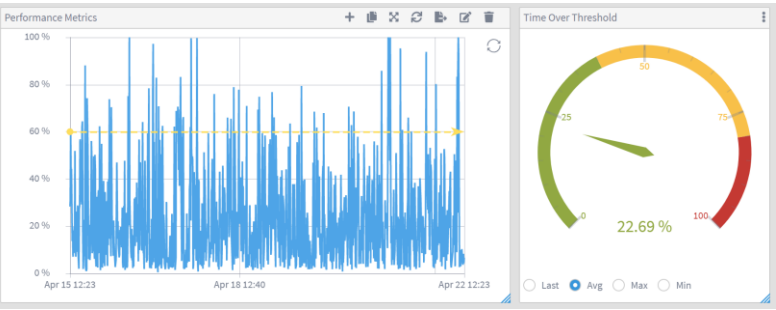 Performance Metrics
100 %
80 %
60 %
40 %
20 %
0 %
Apr 15 12:23
Apr 18 12:40
Apr 22 12:23
Time Over Threshold
0
25
50
75
100
22.69 %
Last
Avg
Max
Min